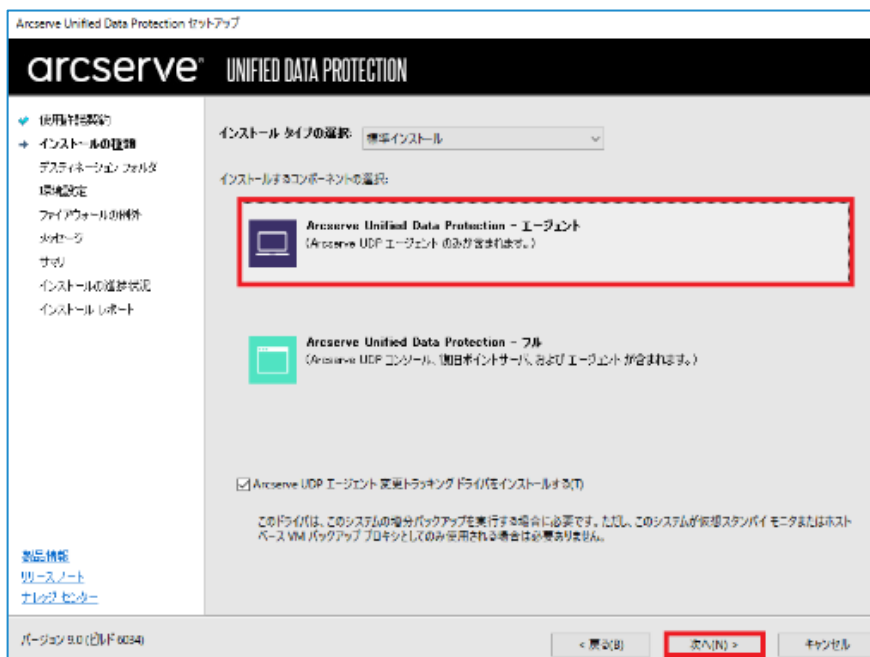 Arcserve Unified Data Protection セットアップ
arcserve® UNIFIED DATA PROTECTION
使用許諾契約
インストールの種類
デスティネーション フォルダ
環境設定
ファイアウォールの例外
メッセージ
サマリ
インストールの進捗状況
インストール レポート
インストール タイプの選択: 標準インストール
インストールするコンポーネントの選択:
Arcserve Unified Data Protection - エージェント
(Arcserve UDP エージェント のみが含まれます。)
Arcserve Unified Data Protection - フル
(Arcserve UDP コンソール、復旧ポイントサーバ、および エージェント が含まれます。)
Arcserve UDP エージェント 変更トラッキング ドライバをインストールする(T)
このドライバは、このシステムの増分バックアップを実行する場合に必要です。ただし、このシステムが仮想スタンバイ モニタまたはホスト
ベース VM バックアップ プロキシとしてのみ使用される場合は必要ありません。
製品情報
リリース ノート
ナレッジ センター
バージョン 9.0 (ビルド 6034)
< 戻る(B)
次へ(N) >
キャンセル